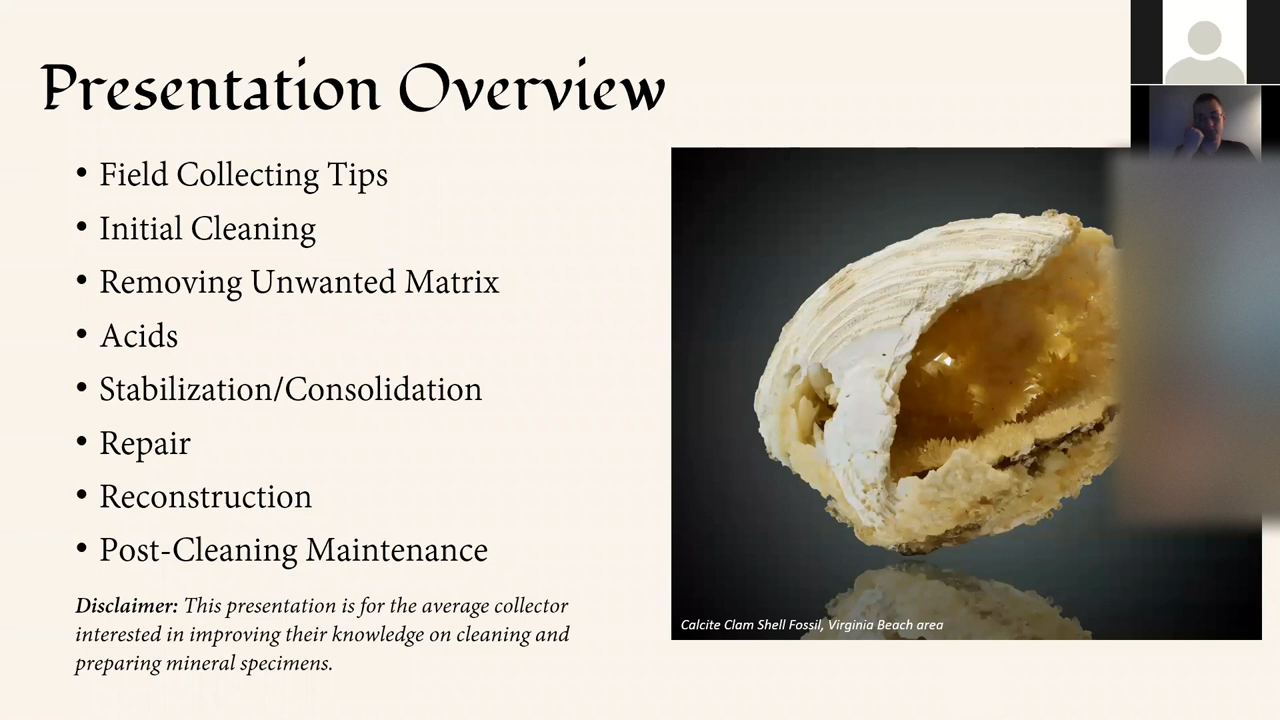 Presentation Overview
• Field Collecting Tips
• Initial Cleaning
• Removing Unwanted Matrix
• Acids
• Stabilization/Consolidation
• Repair
• Reconstruction
• Post-Cleaning Maintenance
Disclaimer: This presentation is for the average collector
interested in improving their knowledge on cleaning and
preparing mineral specimens.
Calcite Clam Shell Fossil, Virginia Beach area